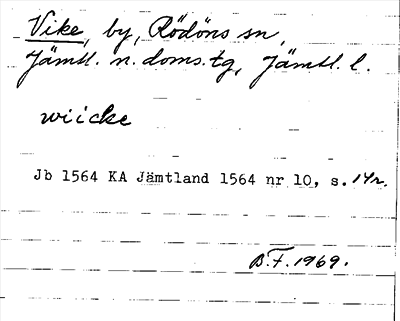 Vike, by, Rödöns sn,
Jämtl. n. doms.tg, Jämtl. l.
wiicke
Jb 1564 KA Jämtland 1564 nr 10, s. 14r.
B.F. 1969.